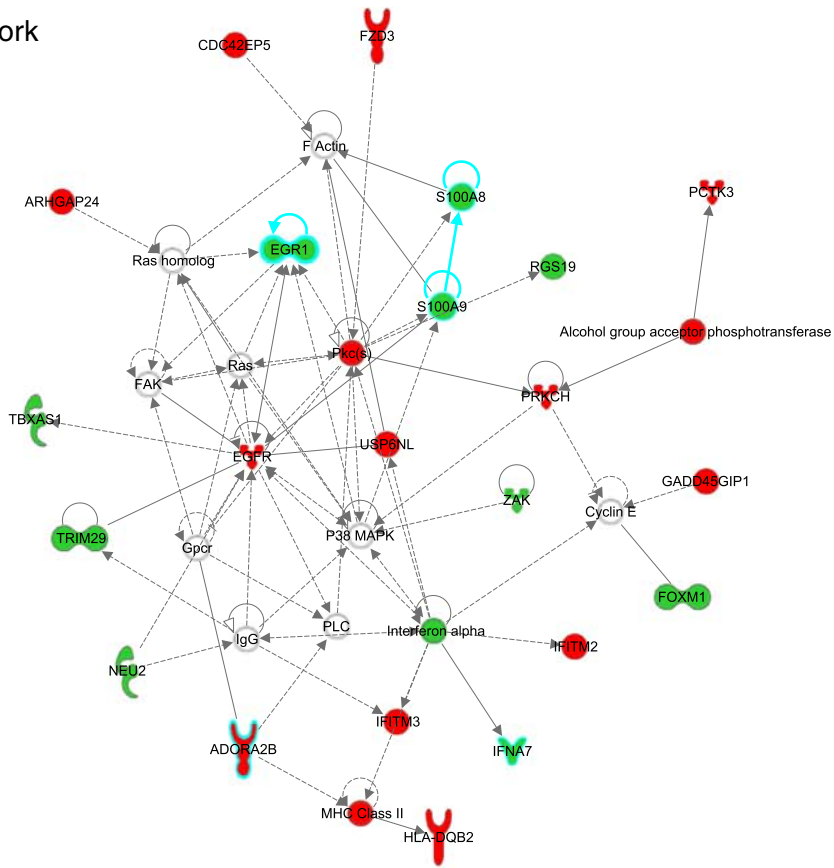 ork
CDC42EP5
FZD3
F Actin
ARHGAP24
S100A8
PCTK3
Ras homolog
EGR1
RGS19
S100A9
Alcohol group acceptor phosphotransferase
Pkc(s)
Ras
FAK
PRKCH
TBXAS1
EGFR
USP6NL
GADD45GIP1
ZAK
Cyclin E
TRIM29
Gpcr
P38 MAPK
FOXM1
PLC
IgG
Interferon alpha
IFITM2
NEU2
IFITM3
ADORA2B
IFNA7
MHC Class II
HLA-DQB2